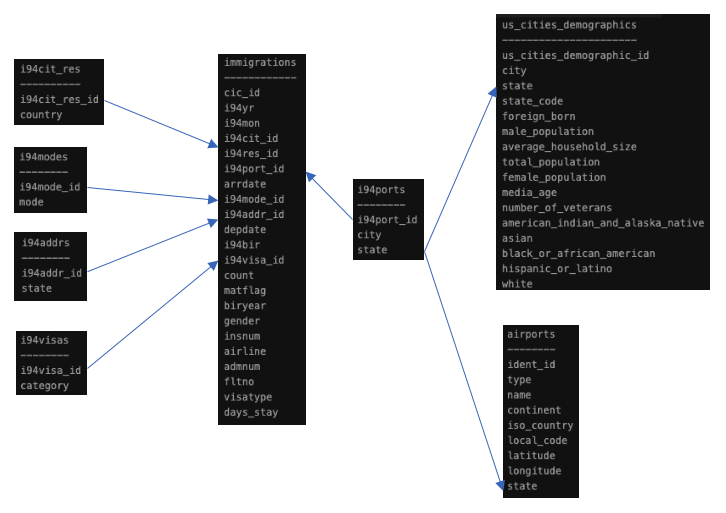 i94cit_res
----------
i94cit_res_id
country
i94modes
--------
i94mode_id
mode
i94addrs
--------
i94addr_id
state
i94visas
--------
i94visa_id
category
immigrations
------------
cic_id
i94yr
i94mon
i94cit_id
i94res_id
i94port_id
arrdate
i94mode_id
i94addr_id
depdate
i94bir
i94visa_id
count
matflag
biryear
gender
insnum
airline
admnum
fltno
visatype
days_stay
i94ports
--------
i94port_id
city
state
us_cities_demographics
----------------------
us_cities_demographic_id
city
state
state_code
foreign_born
male_population
average_household_size
total_population
female_population
media_age
number_of_veterans
american_indian_and_alaska_native
asian
black_or_african_american
hispanic_or_latino
white
airports
--------
ident_id
type
name
continent
iso_country
local_code
latitude
longitude
state